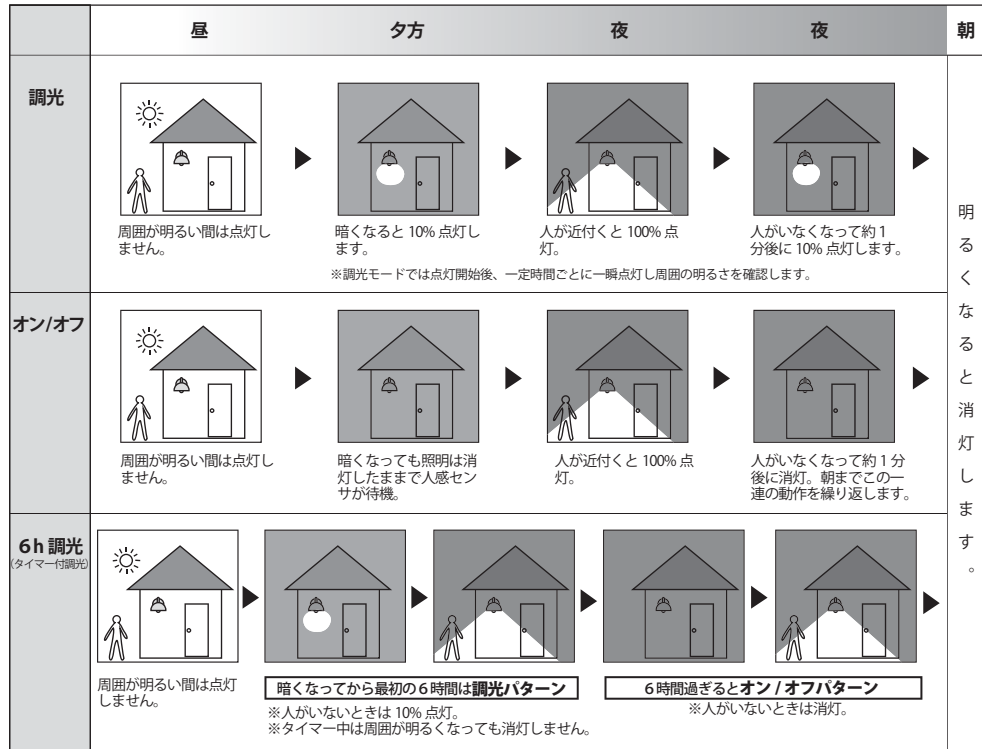 昼 夕方 夜 夜 朝
調光
周囲が明るい間は点灯し
ません。
暗くなると 10% 点灯し
ます。
人が近付くと 100% 点
灯。
人がいなくなって約 1
分後に 10% 点灯します。
※調光モードでは点灯開始後、一定時間ごとに一瞬点灯し周囲の明るさを確認します。
オン/オフ
周囲が明るい間は点灯し
ません。
暗くなっても照明は消
灯したままで人感セン
サが待機。
人が近付くと 100% 点
灯。
人がいなくなって約 1 分
後に消灯。朝までこの一
連の動作を繰り返します。
6h 調光
(タイマー付調光)
周囲が明るい間は点灯
しません。
暗くなってから最初の 6 時間は調光パターン
※人がいないときは 10% 点灯。
※タイマー中は周囲が明るくなっても消灯しません。
6 時間過ぎるとオン / オフパターン
※人がいないときは消灯。
明るくなると消灯します。